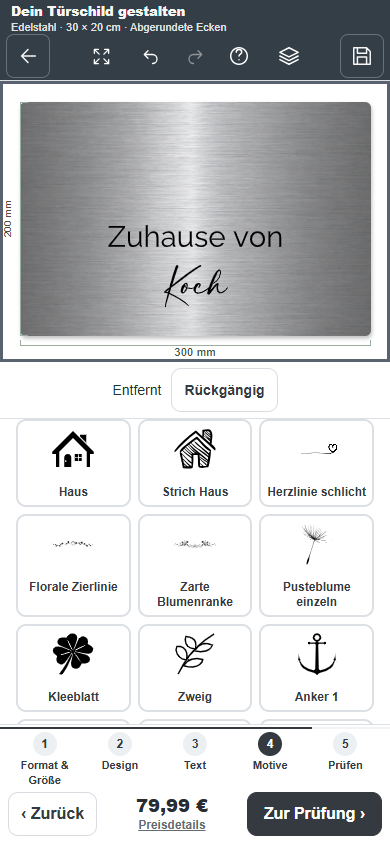 Dein Türschild gestalten
Edelstahl · 30 × 20 cm · Abgerundete Ecken
200 mm
Zuhause von
Koch
300 mm
Entfernt
Rückgängig
Haus
Strich Haus
Herzlinie schlicht
Florale Zierlinie
Zarte
Blumenranke
Pusteblume
einzeln
Kleeblatt
Zweig
Anker 1
1
Format &
Größe
2
Design
3
Text
4
Motive
5
Prüfen
‹ Zurück
79,99 €
Preisdetails
Zur Prüfung ›